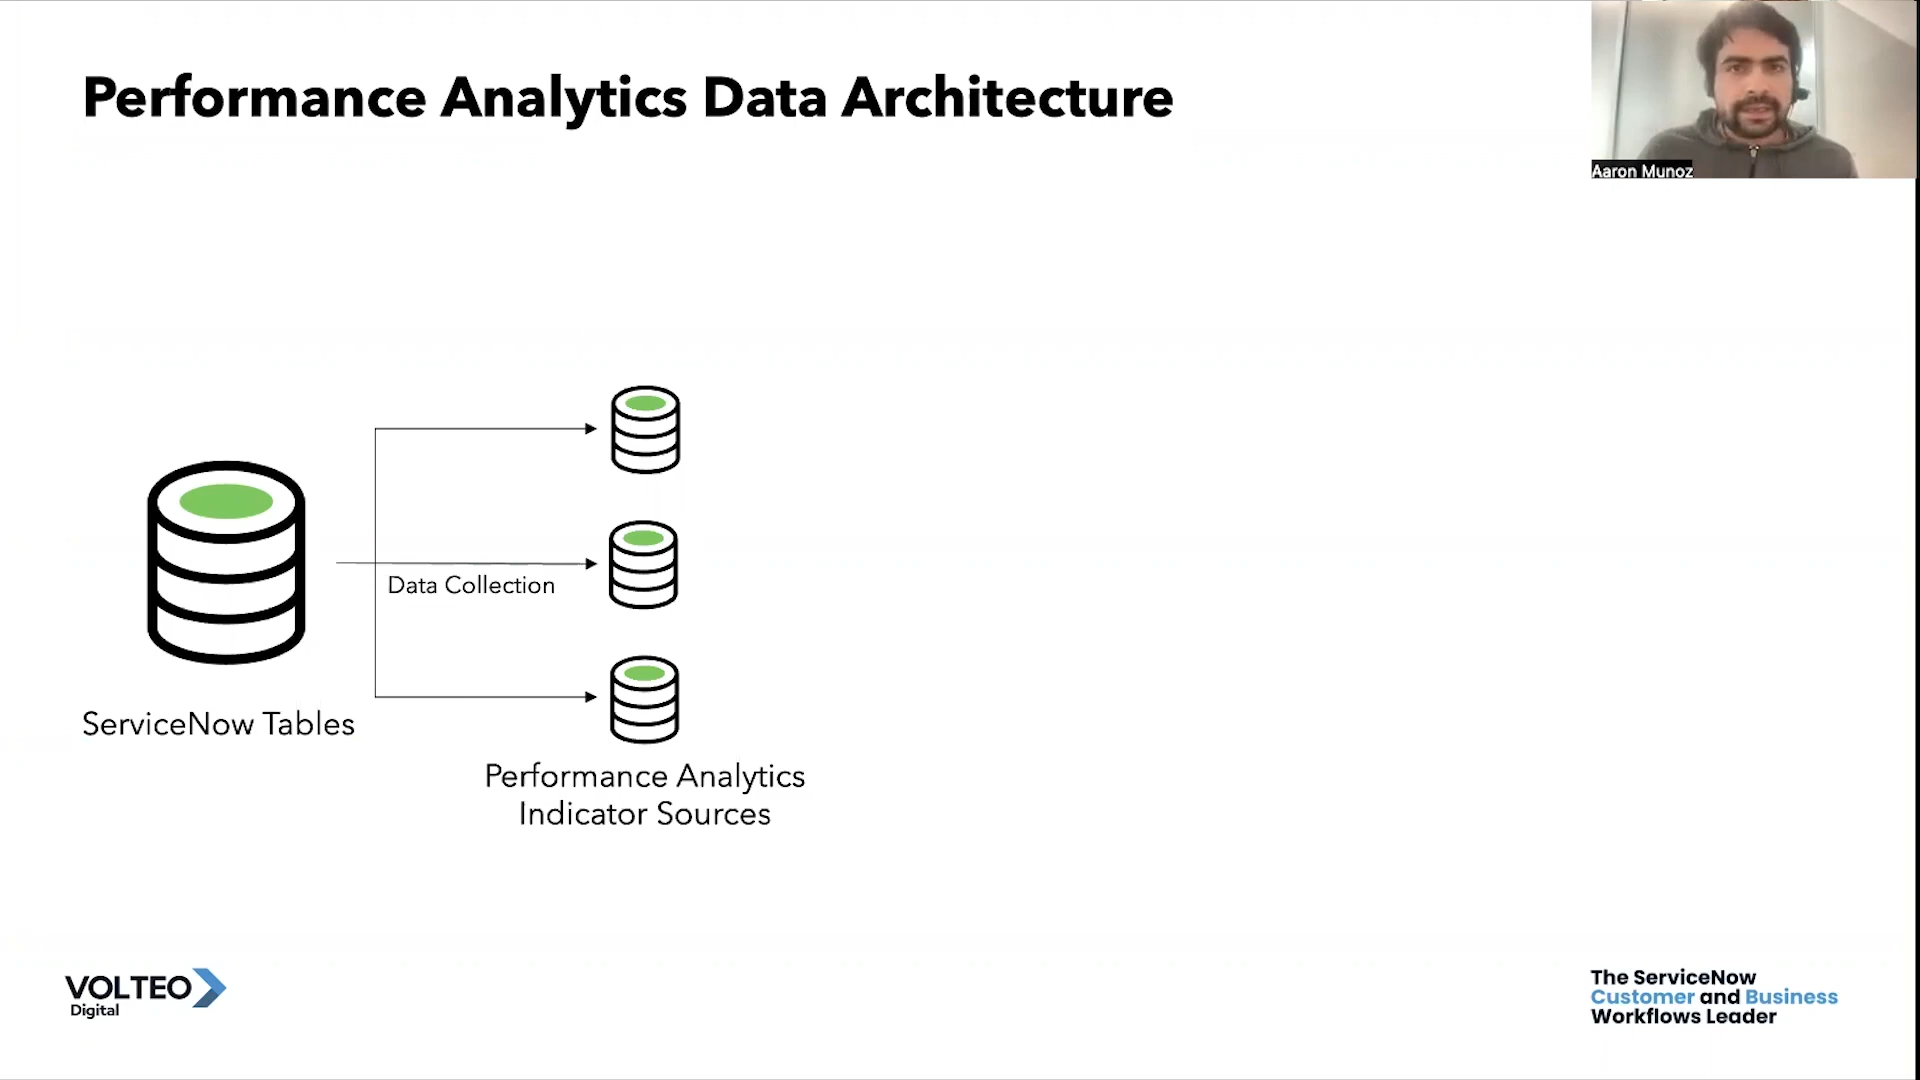 Performance Analytics Data Architecture
Aaron Munoz
Data Collection
ServiceNow Tables
Performance Analytics
Indicator Sources
VOLTEO
Digital
The ServiceNow
Customer and Business
Workflows Leader